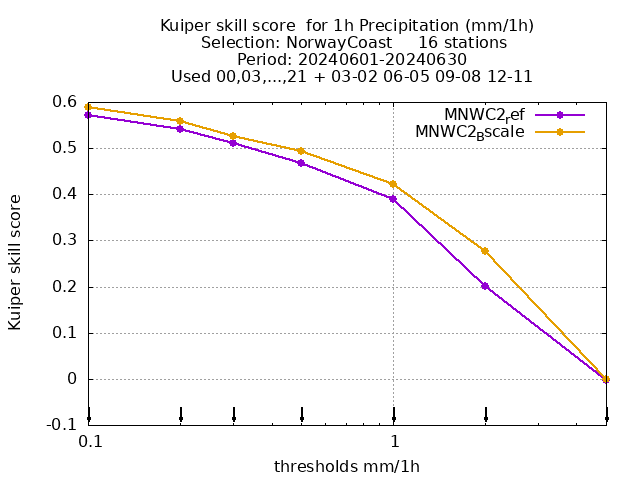 Kuiper skill score  for 1h Precipitation (mm/1h)
Selection: NorwayCoast     16 stations
Period: 20240601-20240630
Used 00,03,...,21 + 03-02 06-05 09-08 12-11
MNWC2ref
MNWC2Bscale
0.6
0.5
0.4
0.3
0.2
0.1
0
-0.1
Kuiper skill score
0.1 1
thresholds mm/1h